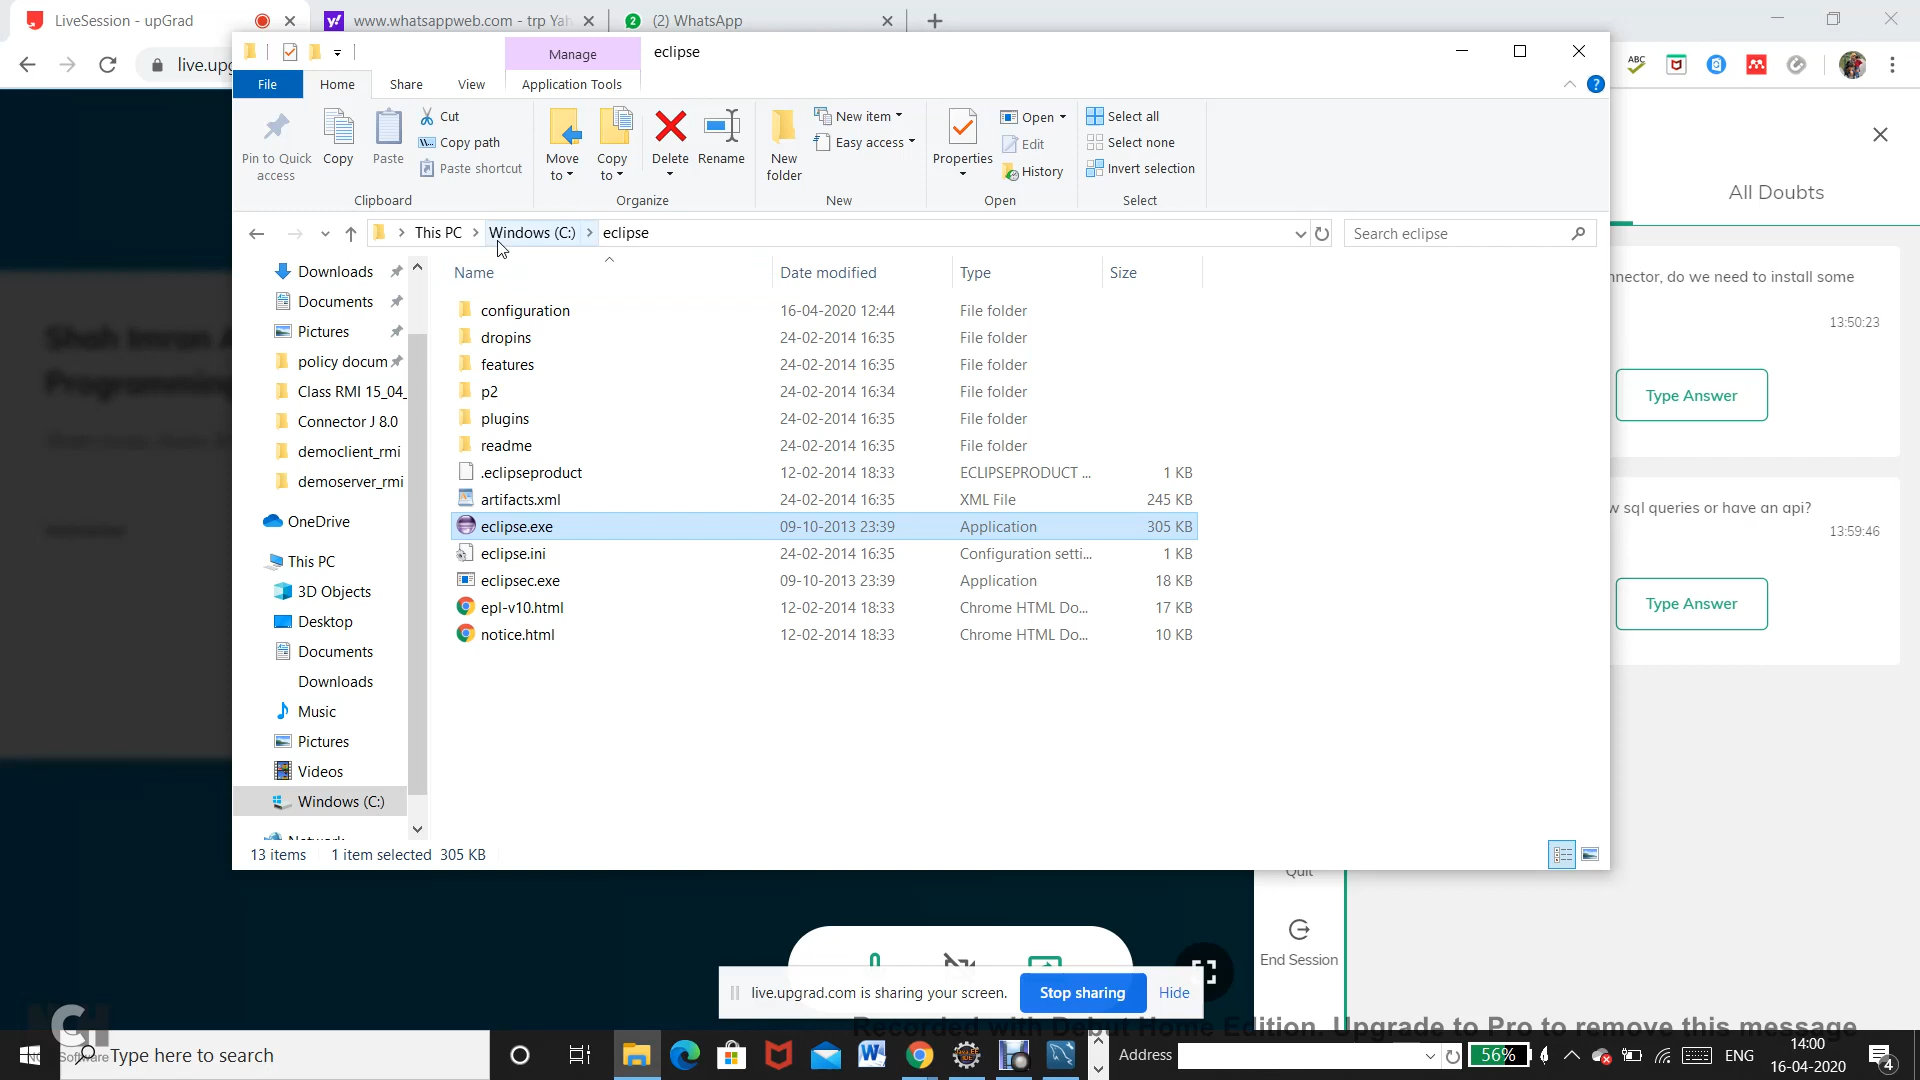 LiveSession - upGrad
www.whatsappweb.com - trp Yah
2
(2) WhatsApp
live.upg
Manage
eclipse
File
Home
Share
View
Application Tools
Pin to Quick access
Copy
Paste
Cut
Copy path
Paste shortcut
Clipboard
Move to
Copy to
Delete
Rename
Organize
New folder
New item
Easy access
New
Properties
Open
Edit
History
Open
Select all
Select none
Invert selection
Select
This PC > Windows (C:) > eclipse
Search eclipse
Name Date modified Type Size
configuration 16-04-2020 12:44 File folder
dropins 24-02-2014 16:35 File folder
features 24-02-2014 16:35 File folder
p2 24-02-2014 16:34 File folder
plugins 24-02-2014 16:35 File folder
readme 24-02-2014 16:35 File folder
.eclipseproduct 12-02-2014 18:33 ECLIPSEPRODUCT ... 1 KB
artifacts.xml 24-02-2014 16:35 XML File 245 KB
eclipse.exe 09-10-2013 23:39 Application 305 KB
eclipse.ini 24-02-2014 16:35 Configuration setti... 1 KB
eclipsec.exe 09-10-2013 23:39 Application 18 KB
epl-v10.html 12-02-2014 18:33 Chrome HTML Do... 17 KB
notice.html 12-02-2014 18:33 Chrome HTML Do... 10 KB
Downloads
Documents
Pictures
policy docum
Class RMI 15_04_
Connector J 8.0
democlient_rmi
demoserver_rmi
OneDrive
This PC
3D Objects
Desktop
Documents
Downloads
Music
Pictures
Videos
Windows (C:)
Network
13 items 1 item selected 305 KB
ABC
All Doubts
nnector, do we need to install some
13:50:23
Type Answer
w sql queries or have an api?
13:59:46
Type Answer
Shah Imran A
Programming
Quit
End Session
live.upgrad.com is sharing your screen.
Stop sharing
Hide
Recorded with Debut Home Edition. Upgrade to Pro to remove this message
NCH Software
Type here to search
Address
56%
ENG
14:00
16-04-2020
4